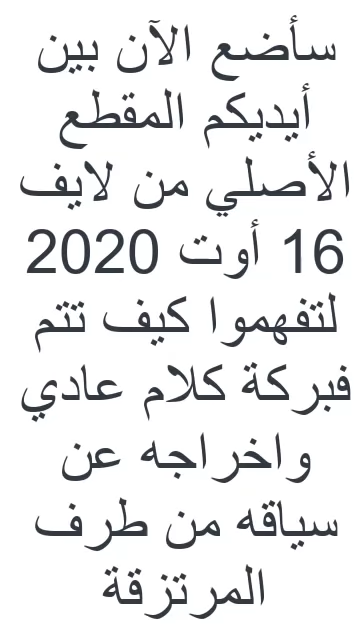 سأضع الآن بين
أيديكم المقطع
الأصلي من لايف
16 أوت 2020
لتفهموا كيف تتم
فبركة كلام عادي
واخراجه عن
سياقه من طرف
المرتزقة